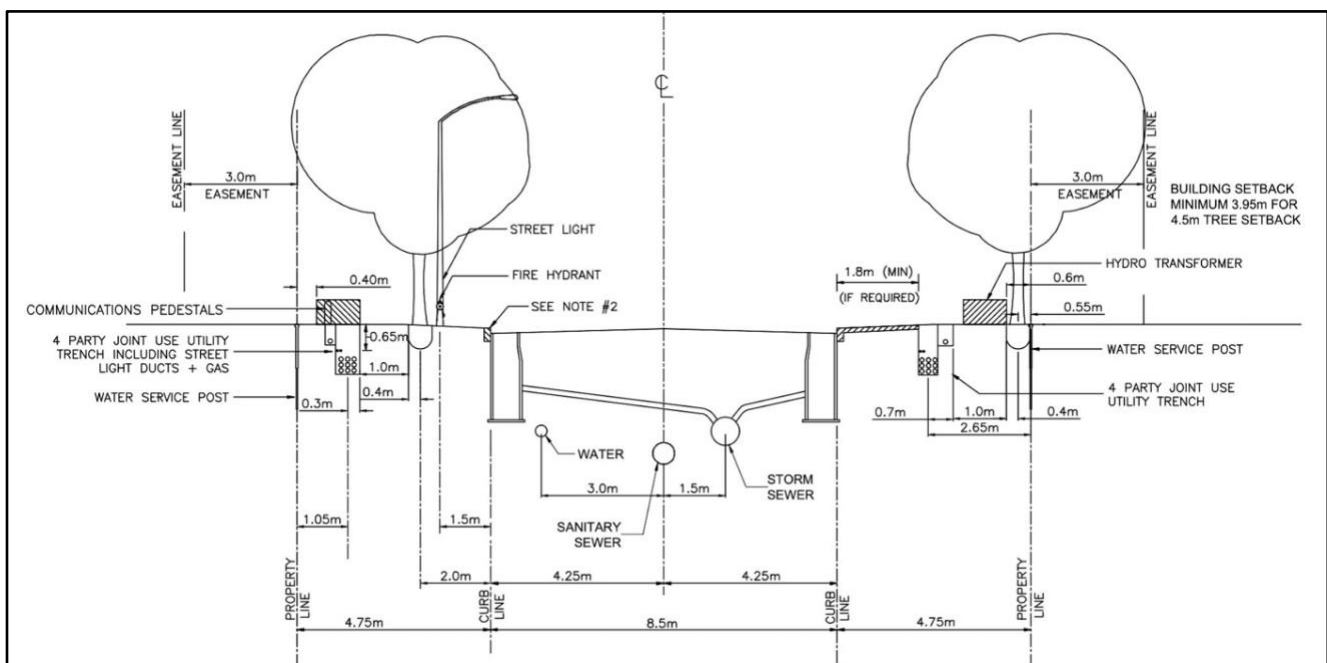 ℄
EASEMENT LINE
3.0m
EASEMENT
3.0m
EASEMENT
EASEMENT LINE
BUILDING SETBACK
MINIMUM 3.95m FOR
4.5m TREE SETBACK
STREET LIGHT
FIRE HYDRANT
SEE NOTE #2
1.8m (MIN)
(IF REQUIRED)
HYDRO TRANSFORMER
0.40m
0.6m
0.55m
COMMUNICATIONS PEDESTALS
4 PARTY JOINT USE UTILITY
TRENCH INCLUDING STREET
LIGHT DUCTS + GAS
WATER SERVICE POST
0.65m
1.0m
0.4m
0.3m
WATER SERVICE POST
4 PARTY JOINT USE
UTILITY TRENCH
0.7m
1.0m
0.4m
2.65m
WATER
3.0m
1.5m
STORM
SEWER
SANITARY
SEWER
1.05m
1.5m
2.0m
4.25m
4.25m
PROPERTY
LINE
CURB
LINE
CURB
LINE
PROPERTY
LINE
4.75m
8.5m
4.75m